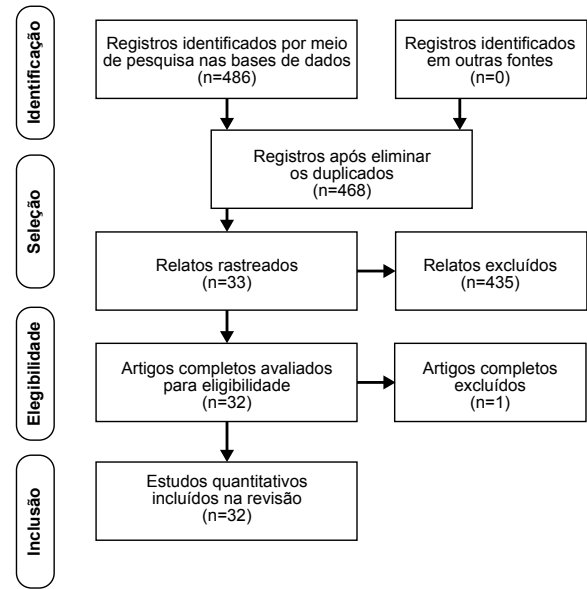 Identificação
Registros identificados por meio
de pesquisa nas bases de dados
(n=486)
Registros identificados
em outras fontes
(n=0)
Registros após eliminar
os duplicados
(n=468)
Seleção
Relatos rastreados
(n=33)
Relatos excluídos
(n=435)
Elegibilidade
Artigos completos avaliados
para eligibilidade
(n=32)
Artigos completos
excluídos
(n=1)
Inclusão
Estudos quantitativos
incluídos na revisão
(n=32)